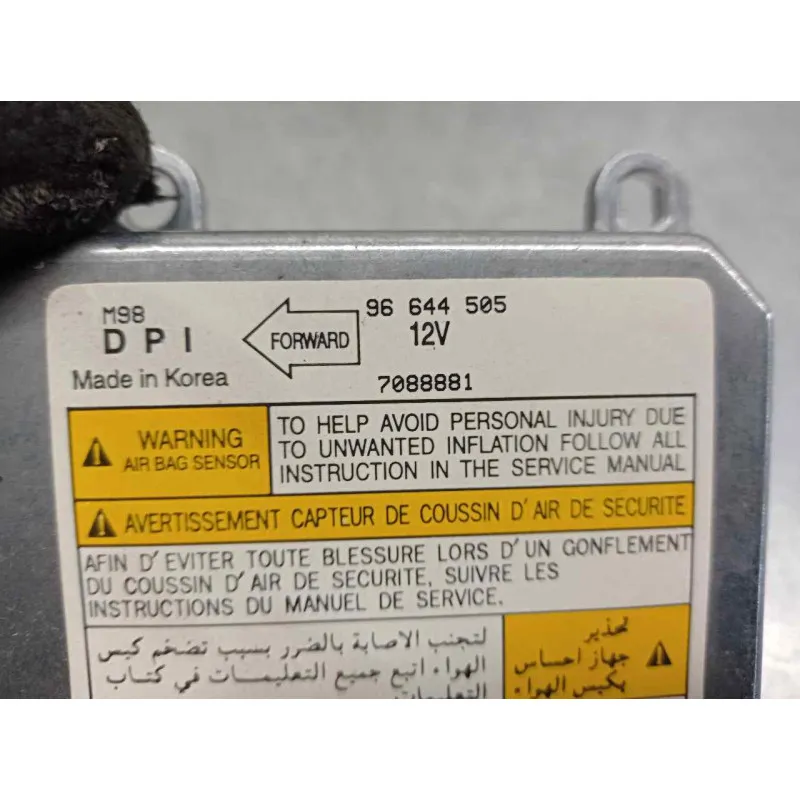 M98
D P I
Made in Korea
FORWARD
96 644 505
12V
7088881
WARNING
AIR BAG SENSOR
TO HELP AVOID PERSONAL INJURY DUE
TO UNWANTED INFLATION FOLLOW ALL
INSTRUCTION IN THE SERVICE MANUAL
AVERTISSEMENT CAPTEUR DE COUSSIN D'AIR DE SECURITE
AFIN D'EVITER TOUTE BLESSURE LORS D'UN GONFLEMENT
DU COUSSIN D'AIR DE SECURITE, SUIVRE LES
INSTRUCTIONS DU MANUEL DE SERVICE.
تحذير
جهاز احساس
بكيس الهواء
لتجنب الاصابة بالضرر بسبب تضخم كيس
الهواء اتبع جميع التعليمات في كتاب
التعليمات